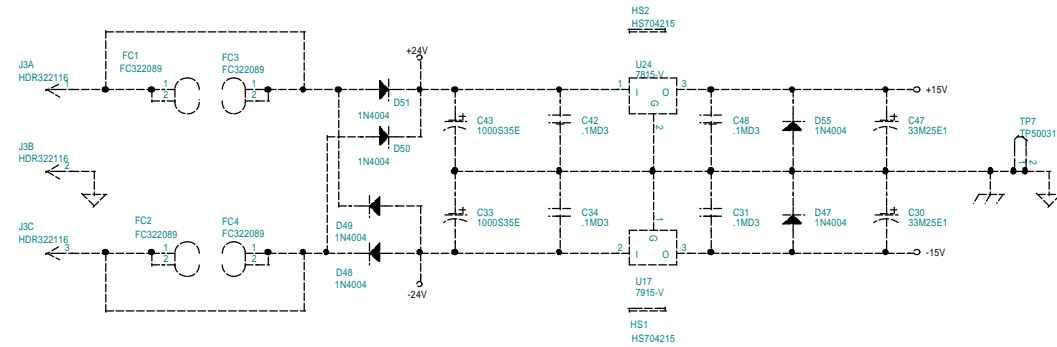 HS2
HS704215
J3A
HDR322116
1
FC1
FC322089
1
2
FC3
FC322089
1
2
+24V
D51
1N4004
D50
1N4004
U24
7815-V
1
I
O
3
G
2
C43
1000S35E
+
C42
.1MD3
C48
.1MD3
D55
1N4004
C47
33M25E1
+
+15V
TP7
TP50031
1
2
J3B
HDR322116
2
J3C
HDR322116
3
FC2
FC322089
1
2
FC4
FC322089
1
2
D49
1N4004
D48
1N4004
-24V
C33
1000S35E
+
C34
.1MD3
1
G
2
I
O
3
U17
7915-V
C31
.1MD3
D47
1N4004
C30
33M25E1
+
-15V
HS1
HS704215